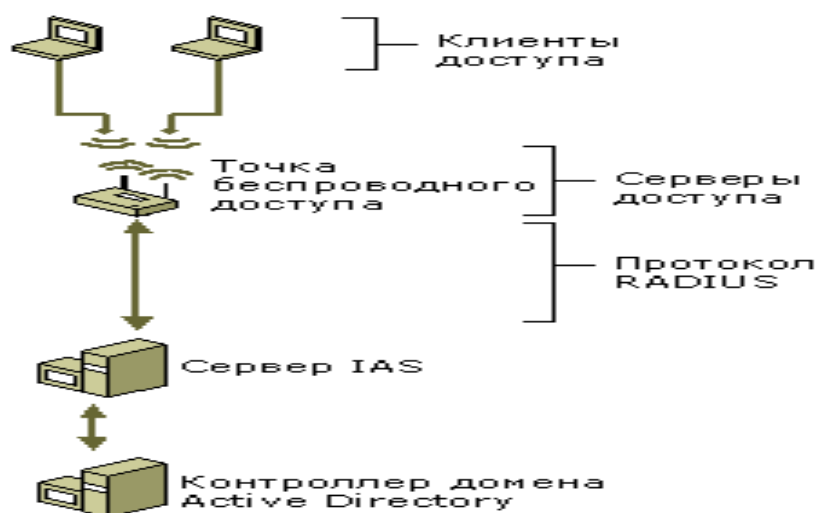 Клиенты
доступа
Точка
беспроводного
доступа
Серверы
доступа
Протокол
RADIUS
Сервер IAS
Контроллер домена
Active Directory